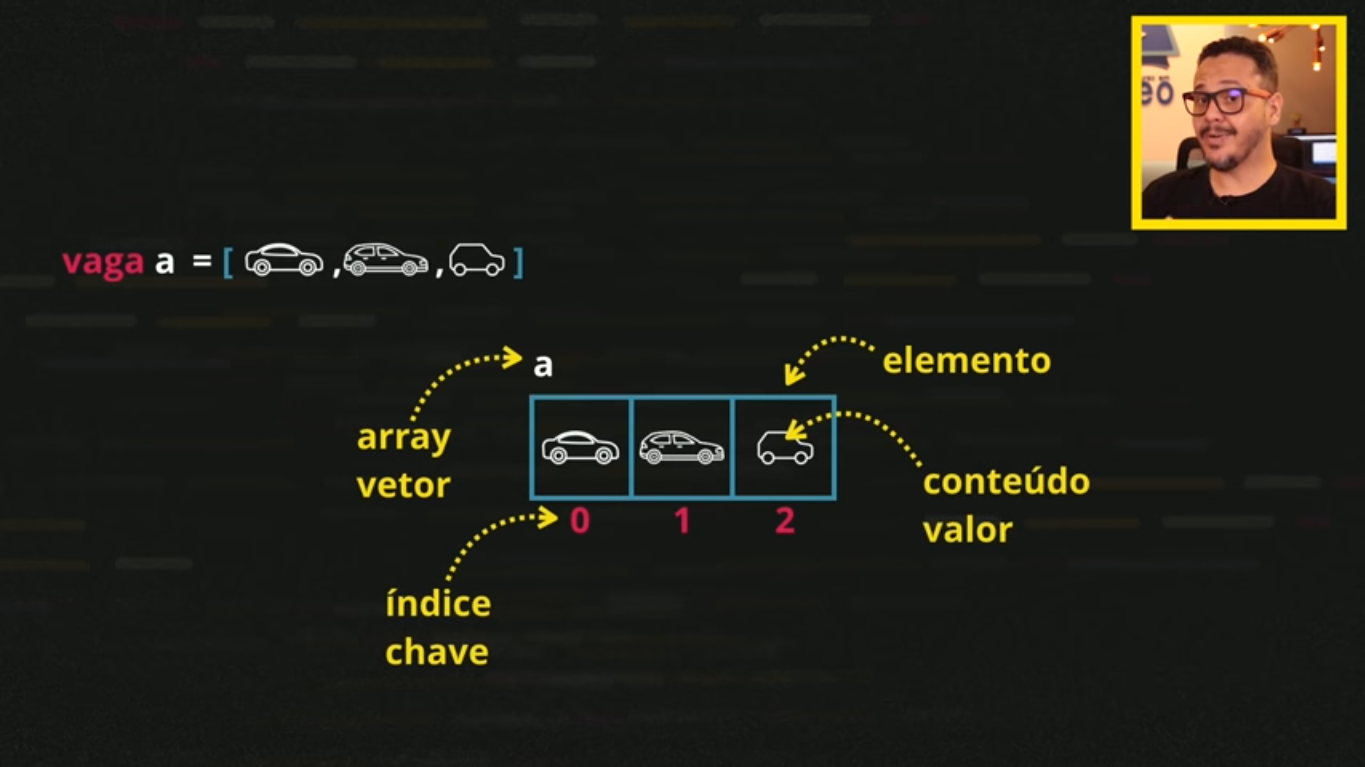 vaga a = [ , , ]
a
elemento
array
vetor
conteúdo
valor
0 1 2
índice
chave